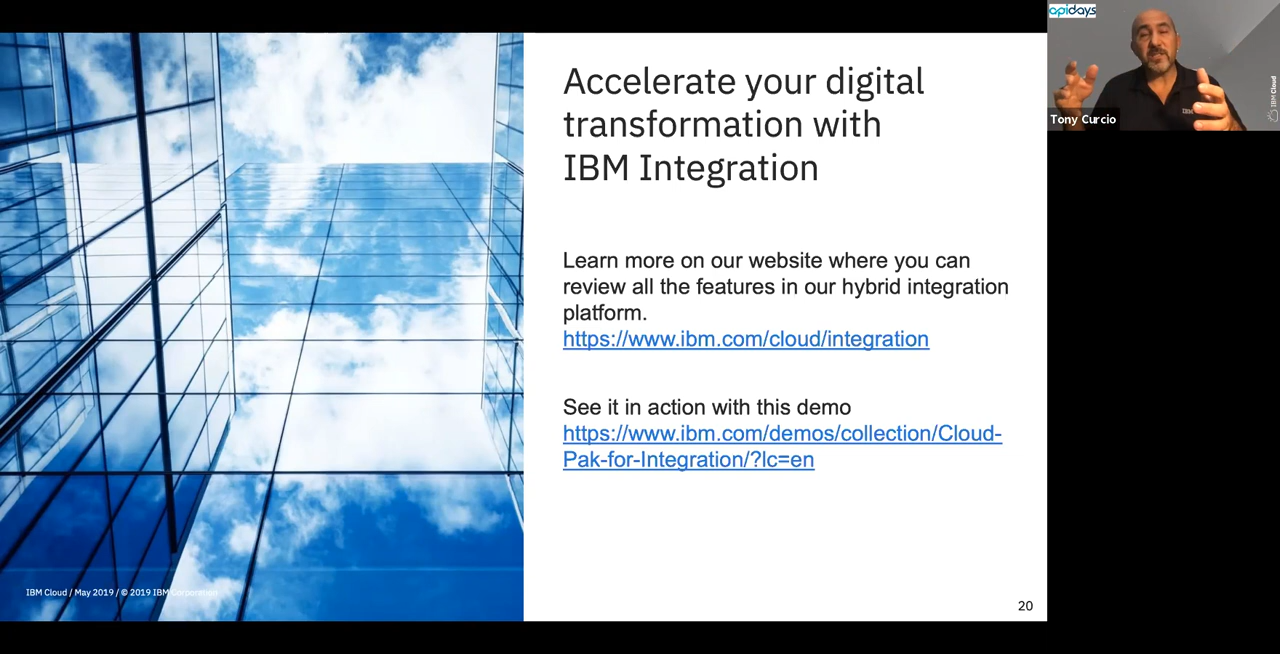 Accelerate your digital
transformation with
IBM Integration
Learn more on our website where you can
review all the features in our hybrid integration
platform.
https://www.ibm.com/cloud/integration
See it in action with this demo
https://www.ibm.com/demos/collection/Cloud-
Pak-for-Integration/?lc=en
IBM Cloud / May 2019 / © 2019 IBM Corporation
20
apidays
IBM
IBM Cloud
Tony Curcio